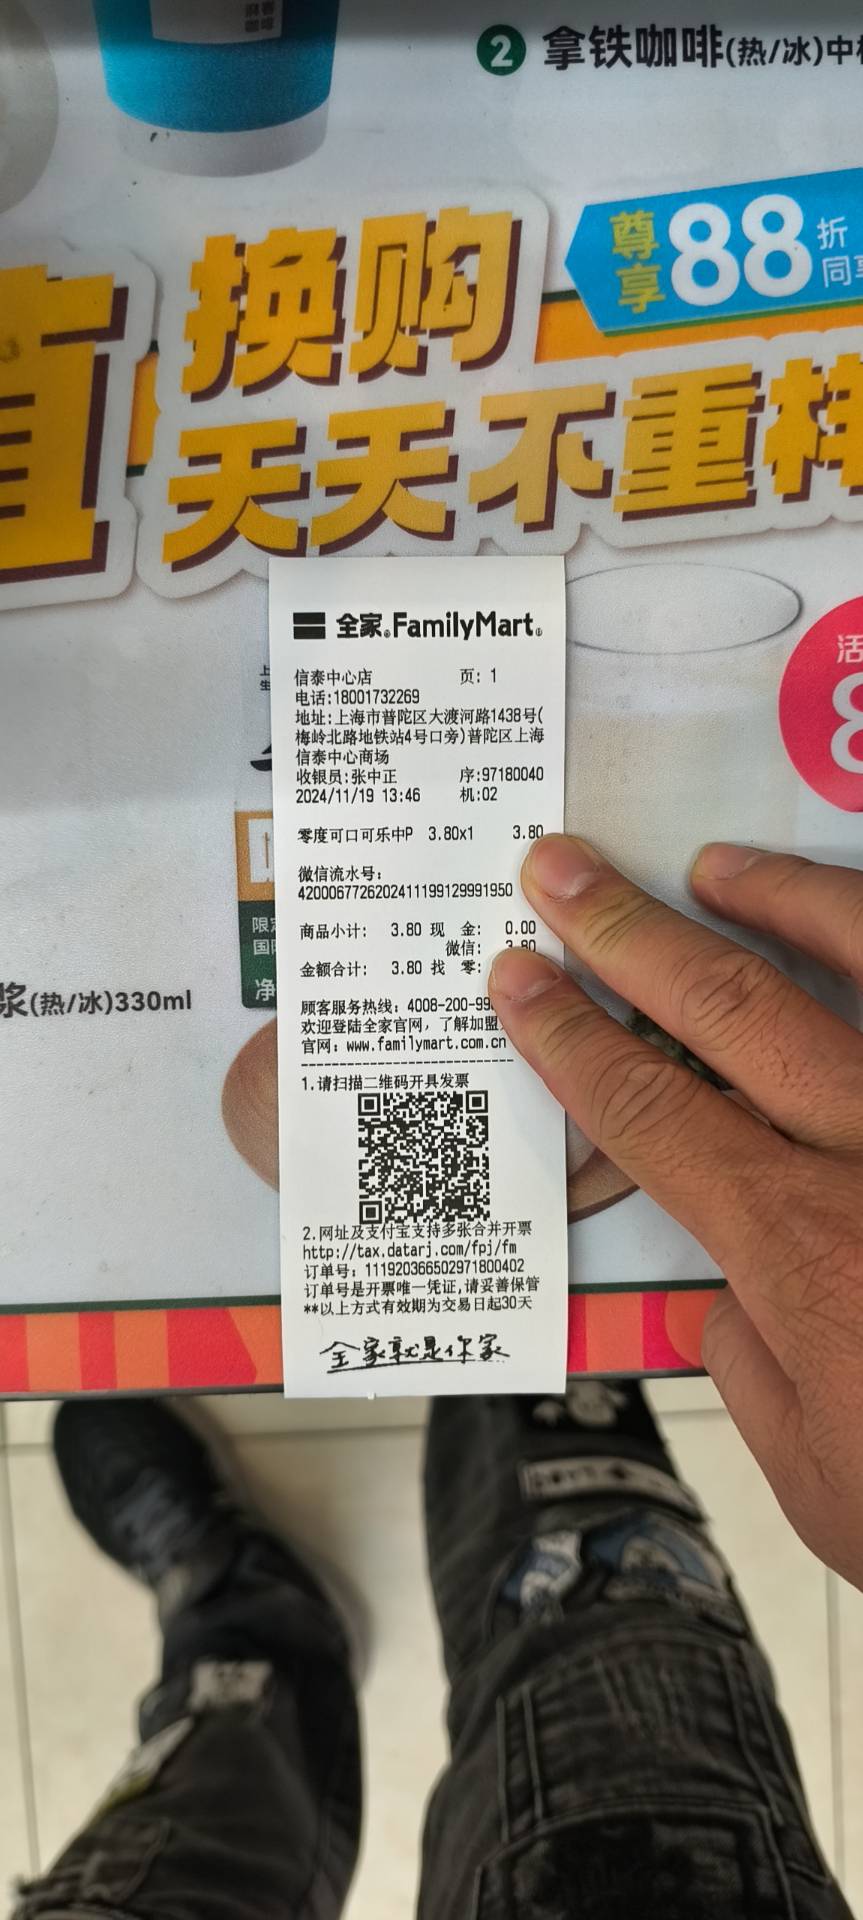 2 拿铁咖啡(热/冰)中
尊享88折
同享
换购
天天不重样
全家 FamilyMart
信泰中心店 页: 1
电话:18001732269
地址:上海市普陀区大渡河路1438号(
梅岭北路地铁站4号口旁)普陀区上海
信泰中心商场
收银员:张中正 序:97180040
2024/11/19 13:46 机:02
零度可口可乐中P 3.80x1 3.80
微信流水号:
4200067726202411199129991950
商品小计: 3.80 现 金: 0.00
微信: 3.80
金额合计: 3.80 找 零:
顾客服务热线: 4008-200-99
欢迎登陆全家官网, 了解加盟
官网: www.familymart.com.cn
浆(热/冰)330ml
1.请扫描二维码开具发票
2.网址及支付宝支持多张合并开票
http://tax.datarj.com/fpj/fm
订单号: 111920366502971800402
订单号是开票唯一凭证,请妥善保管
**以上方式有效期为交易日起30天
全家就是你家